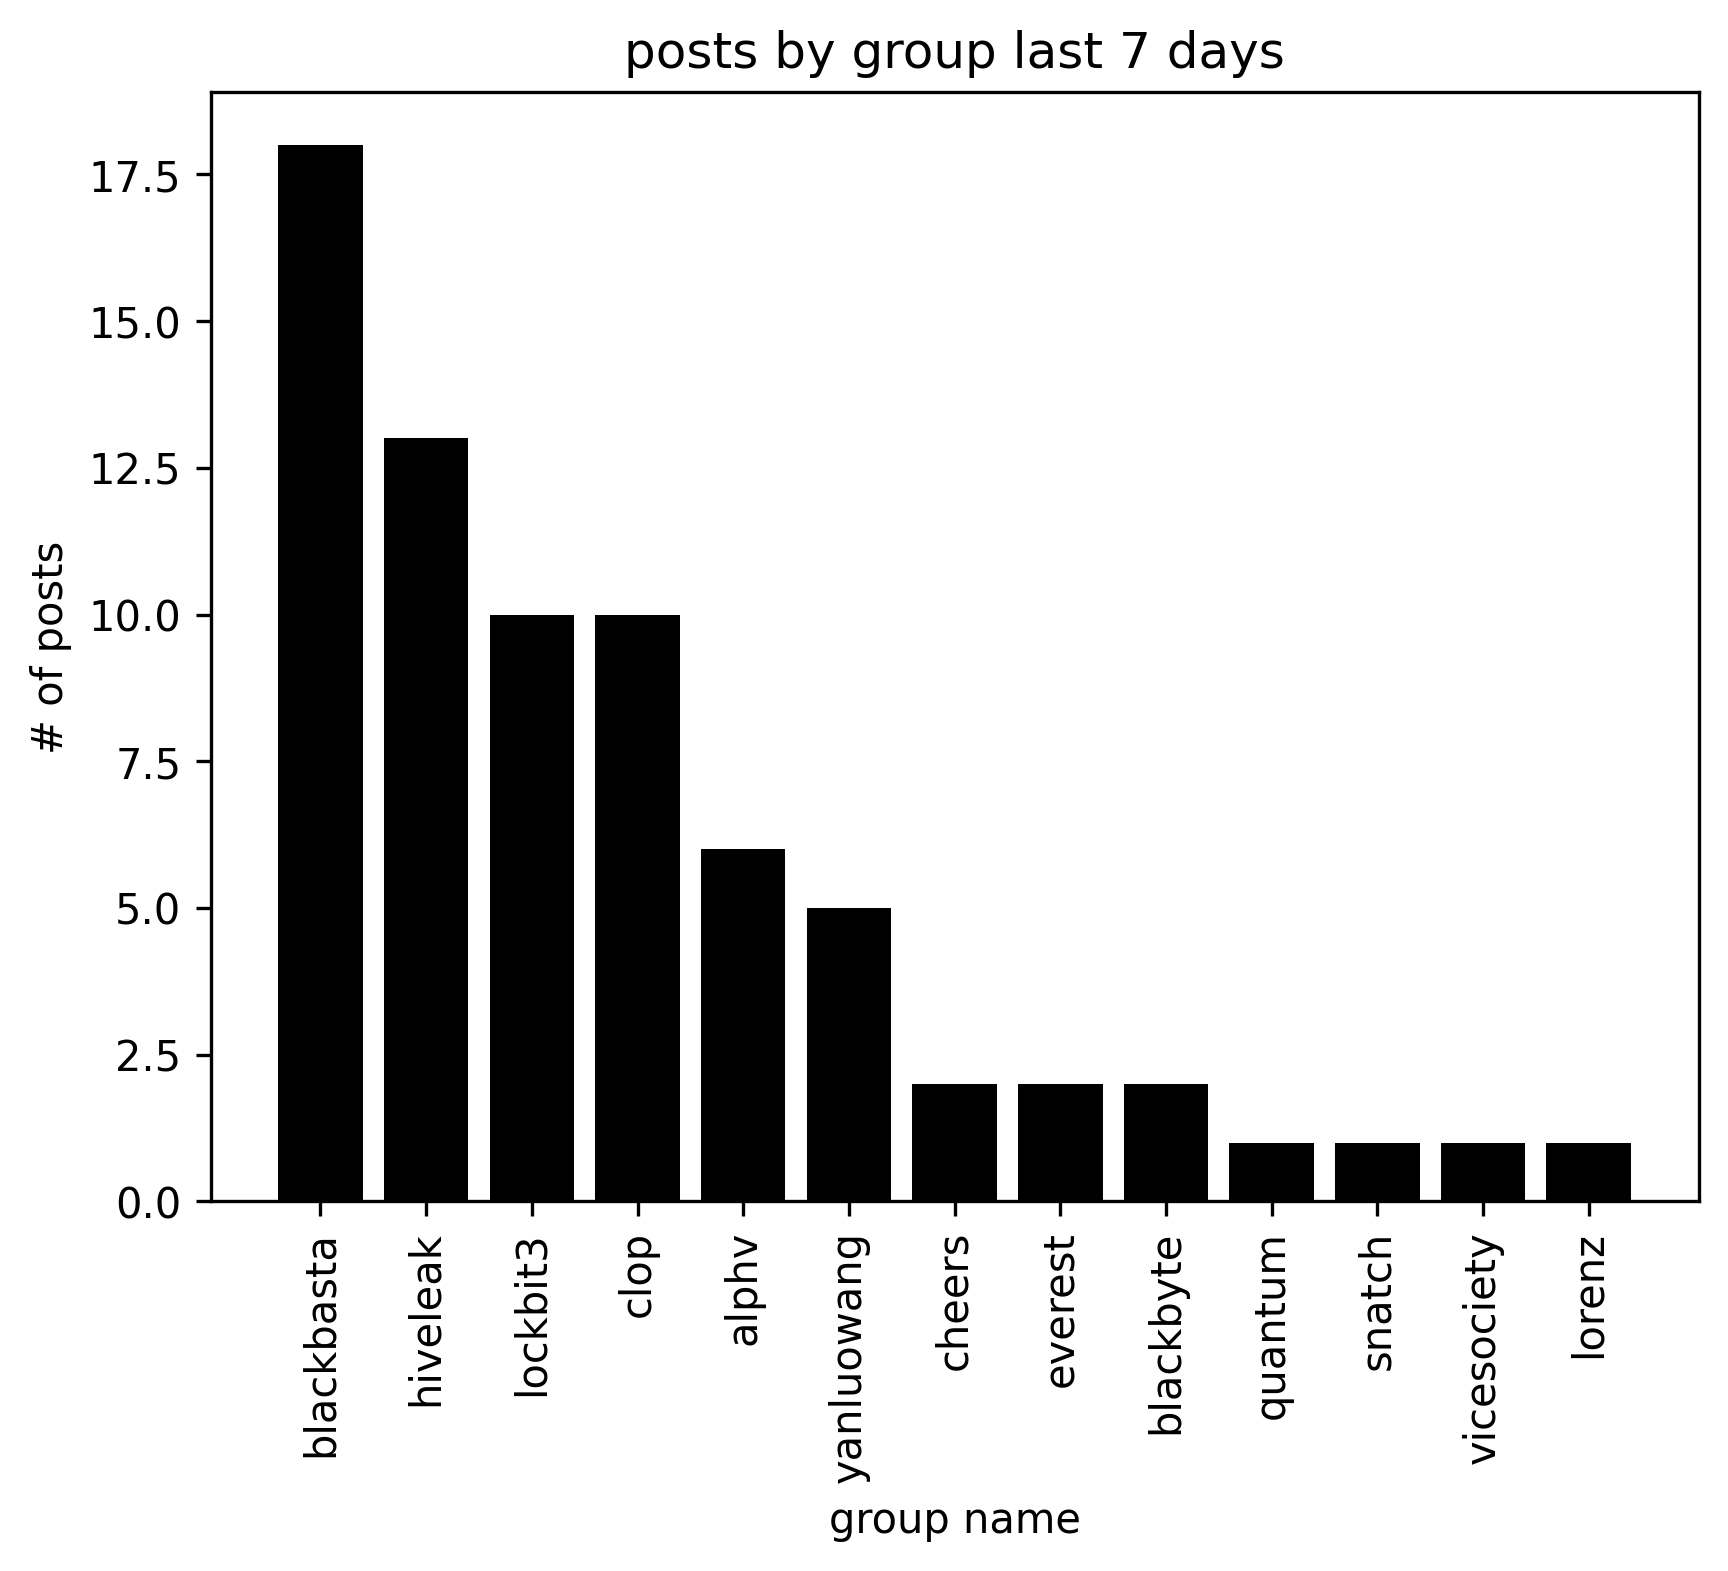 posts by group last 7 days
17.5
15.0
12.5
10.0
7.5
5.0
2.5
0.0
# of posts
blackbasta
hiveleak
lockbit3
clop
alphv
yanluowang
cheers
everest
blackbyte
quantum
snatch
vicesociety
lorenz
group name